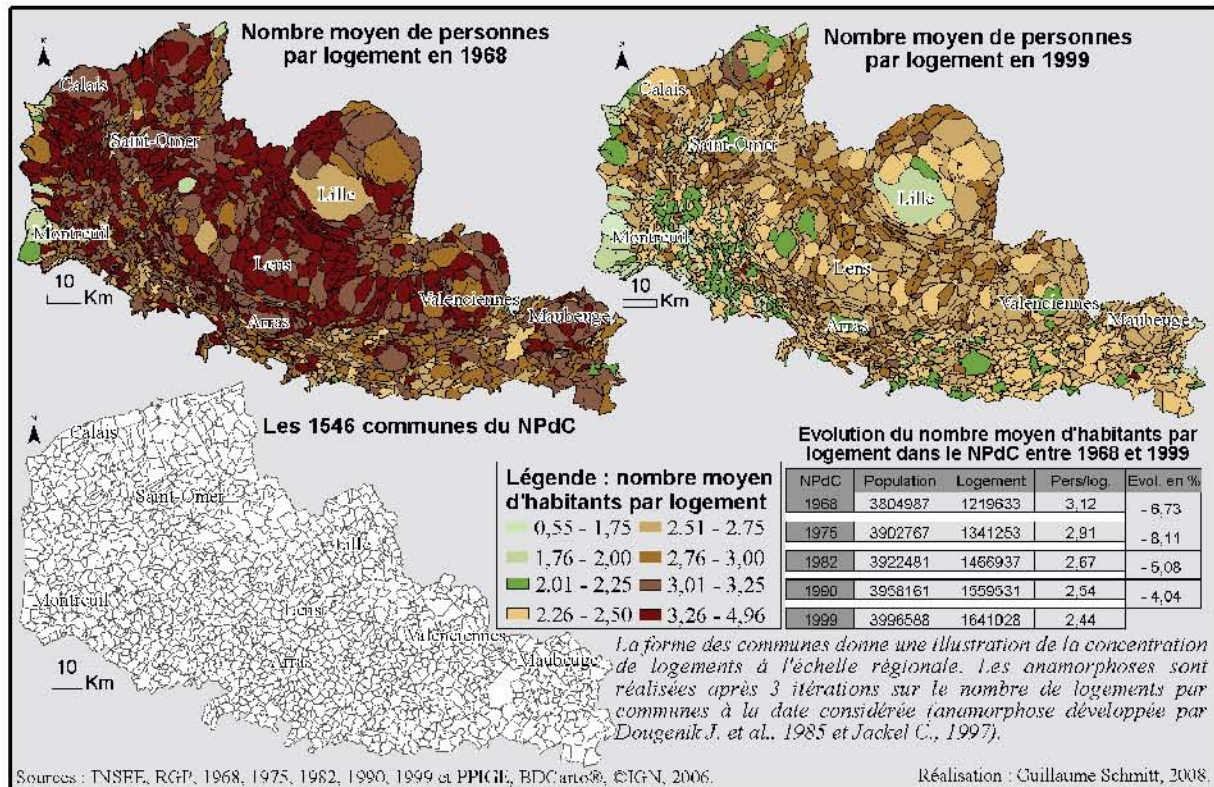 Nombre moyen de personnes
par logement en 1968
Calais
Saint-Omer
Lille
Montreuil
Lens
10
Km
Valenciennes
Arras
Maubeuge
Nombre moyen de personnes
par logement en 1999
Calais
Saint-Omer
Lille
Montreuil
Lens
10
Km
Valenciennes
Arras
Maubeuge
Les 1546 communes du NPdC
Calais
Saint-Omer
Lille
Montreuil
Lens
Valenciennes
Arras
Maubeuge
10
Km
Légende : nombre moyen
d'habitants par logement
0,55 - 1,75 2.51 - 2.75
1,76 - 2,00 2,76 - 3,00
2.01 - 2,25 3,01 - 3,25
2.26 - 2,50 3,26 - 4,96
Evolution du nombre moyen d'habitants par
logement dans le NPdC entre 1968 et 1999
NPdC Population Logement Pers/log. Evol. en %
1968 3804987 1219633 3,12
- 6,73
1975 3902767 1341253 2,91
- 8,11
1982 3922481 1466937 2,67
- 5,08
1990 3958161 1559531 2,54
- 4,04
1999 3996588 1641028 2,44
La forme des communes donne une illustration de la concentration
de logements à l'échelle régionale. Les anamorphoses sont
réalisées après 3 itérations sur le nombre de logements par
communes à la date considérée (anamorphose développée par
Dougenik J. et al.. 1985 et Jackel C., 1997).
Sources : INSEE, RGP, 1968, 1975, 1982, 1990, 1999 et PPIGE, BDCarto®, ©IGN, 2006.
Réalisation : Guillaume Schmitt, 2008.